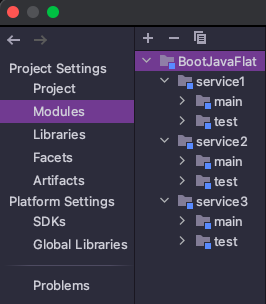 Project Settings
Project
Modules
Libraries
Facets
Artifacts
Platform Settings
SDKs
Global Libraries
Problems
BootJavaFlat
service1
main
test
service2
main
test
service3
main
test